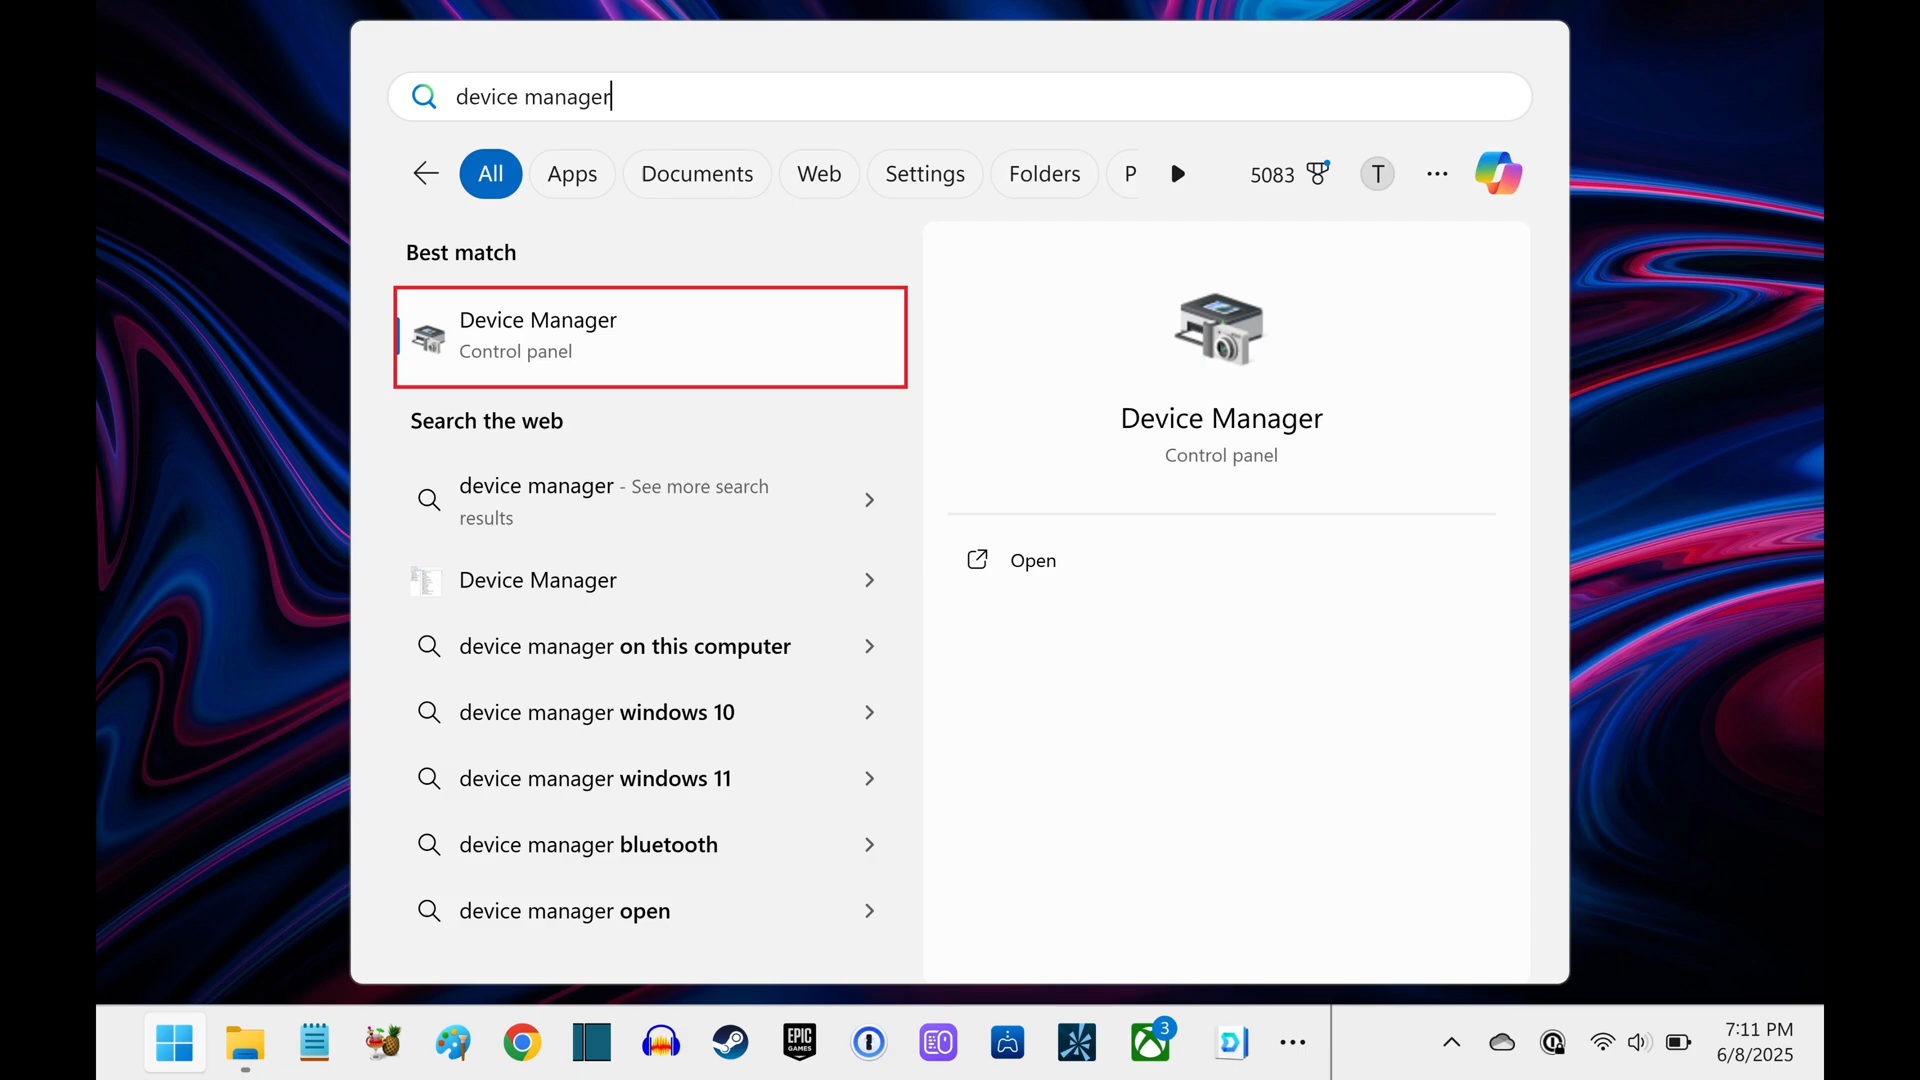 device manager
All
Apps
Documents
Web
Settings
Folders
P
5083
T
Best match
Device Manager
Control panel
Search the web
device manager - See more search
results
Device Manager
device manager on this computer
device manager windows 10
device manager windows 11
device manager bluetooth
device manager open
Device Manager
Control panel
Open
EPIC
GAMES
3
7:11 PM
6/8/2025